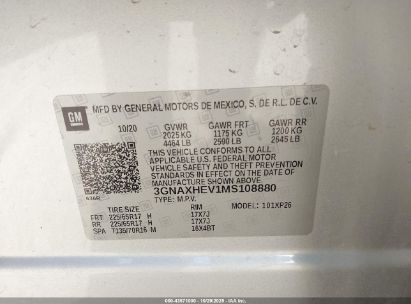 GM
MFD BY GENERAL MOTORS DE MEXICO, S. DE R.L. DE C.V.
10/20 GVWR GAWR FRT GAWR RR
2025 KG 1175 KG 1200 KG
4464 LB 2590 LB 2645 LB
THIS VEHICLE CONFORMS TO ALL
APPLICABLE U.S. FEDERAL MOTOR
VEHICLE SAFETY AND THEFT PREVENTION
STANDARDS IN EFFECT ON THE DATE
OF MANUFACTURE SHOWN ABOVE.
3GNAXHEV1MS108880
TYPE: M.P.V. 101XP26
TIRE SIZE RIM
FRT 225/65R17 H 17X7J
RR 225/65R17 H 17X7J
SPA T135/70R16 M 16X4BT